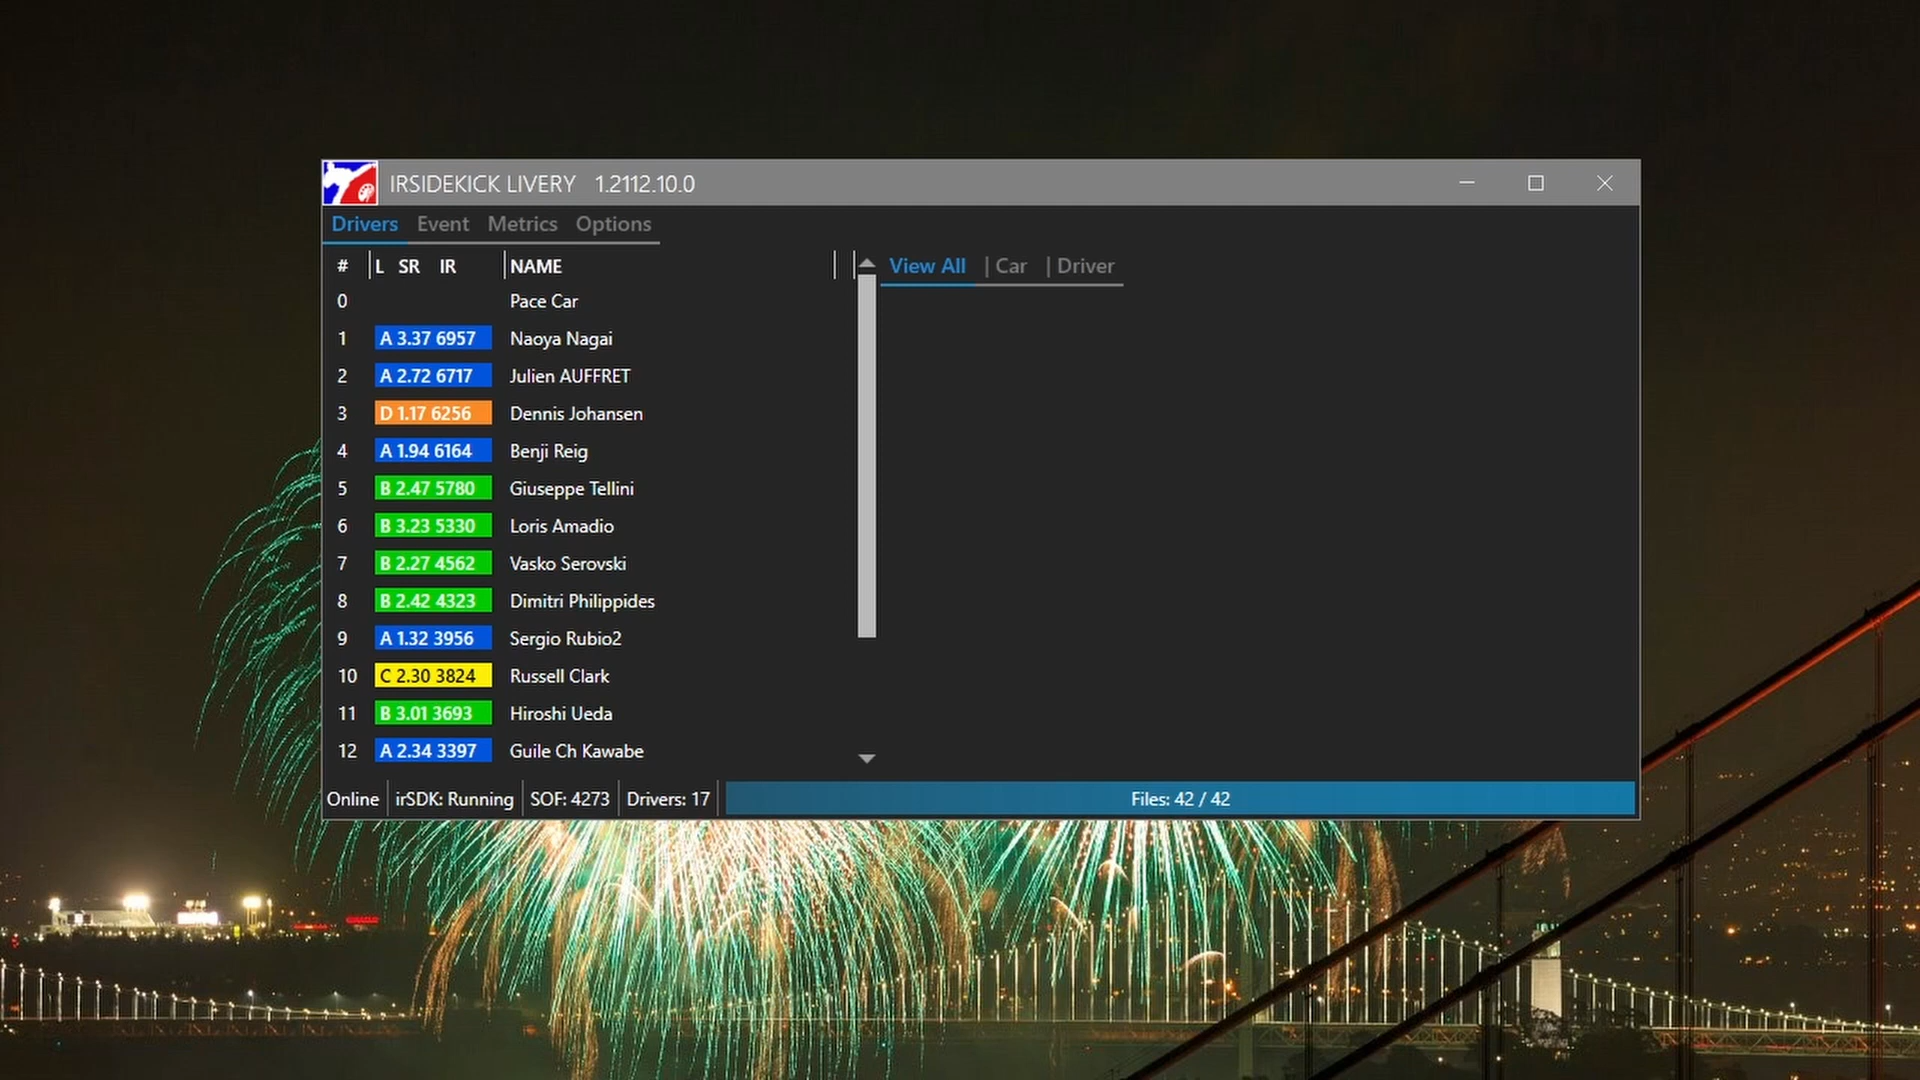 IRSIDEKICK LIVERY 1.2112.10.0
Drivers Event Metrics Options
# L SR IR NAME
View All | Car | Driver
0 Pace Car
1 A 3.37 6957 Naoya Nagai
2 A 2.72 6717 Julien AUFFRET
3 D 1.17 6256 Dennis Johansen
4 A 1.94 6164 Benji Reig
5 B 2.47 5780 Giuseppe Tellini
6 B 3.23 5330 Loris Amadio
7 B 2.27 4562 Vasko Serovski
8 B 2.42 4323 Dimitri Philippides
9 A 1.32 3956 Sergio Rubio2
10 C 2.30 3824 Russell Clark
11 B 3.01 3693 Hiroshi Ueda
12 A 2.34 3397 Guile Ch Kawabe
Online irSDK: Running SOF: 4273 Drivers: 17 Files: 42 / 42